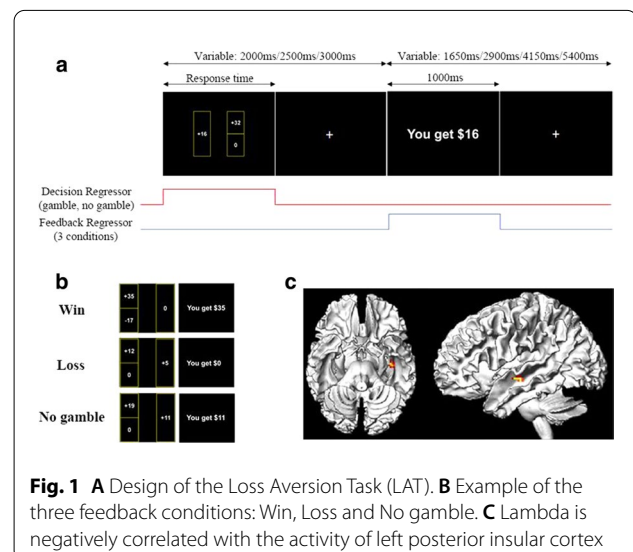 a
Variable: 2000ms/2500ms/3000ms
Variable: 1650ms/2900ms/4150ms/5400ms
Response time
1000ms
+16
+32
0
+
You get $16
+
Decision Regressor
(gamble, no gamble)
Feedback Regressor
(3 conditions)
b
Win
+35
-17
0
You get $35
Loss
+12
0
+5
You get $0
No gamble
+19
0
+11
You get $11
c
Fig. 1 A Design of the Loss Aversion Task (LAT). B Example of the
three feedback conditions: Win, Loss and No gamble. C Lambda is
negatively correlated with the activity of left posterior insular cortex